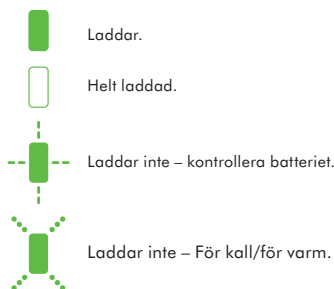 Laddar.
Helt laddad.
Laddar inte – kontrollera batteriet.
Laddar inte – För kall/för varm.